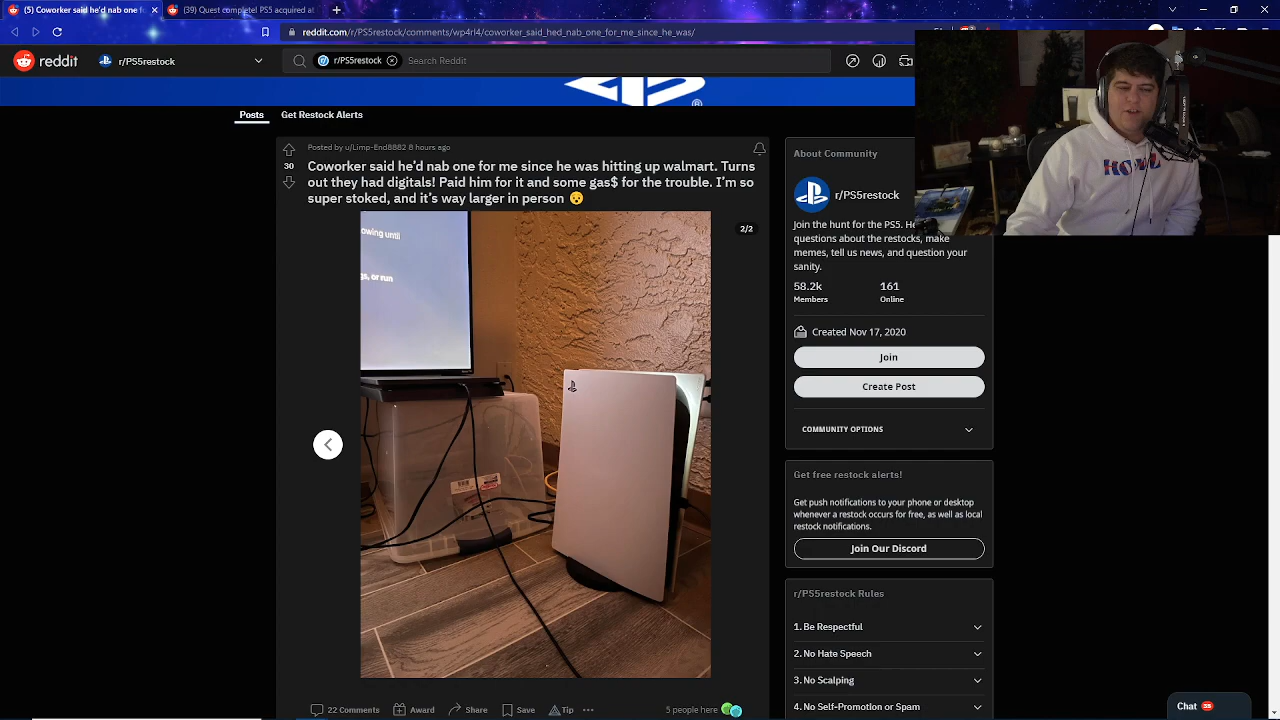 (5) Coworker said he'd nab one f
(39) Quest complete! PS5 acquired at
reddit.com/r/PS5restock/comments/wp4rl4/coworker_said_hed_nab_one_for_me_since_he_was/
reddit
r/PS5restock
r/PS5restock
Search Reddit
Posts
Get Restock Alerts
Posted by u/Limp-End8882 8 hours ago
30
Coworker said he'd nab one for me since he was hitting up walmart. Turns
out they had digitals! Paid him for it and some gas$ for the trouble. I'm so
super stoked, and it's way larger in person 😮
2/2
owing until
gs, or run
22 Comments
Award
Share
Save
Tip
5 people here
About Community
r/PS5restock
Join the hunt for the PS5. He
questions about the restocks, make
memes, tell us news, and question your
sanity.
58.2k
161
Members
Online
Created Nov 17, 2020
Join
Create Post
COMMUNITY OPTIONS
Get free restock alerts!
Get push notifications to your phone or desktop
whenever a restock occurs for free, as well as local
restock notifications.
Join Our Discord
r/PS5restock Rules
1. Be Respectful
2. No Hate Speech
3. No Scalping
4. No Self-Promotion or Spam
Chat